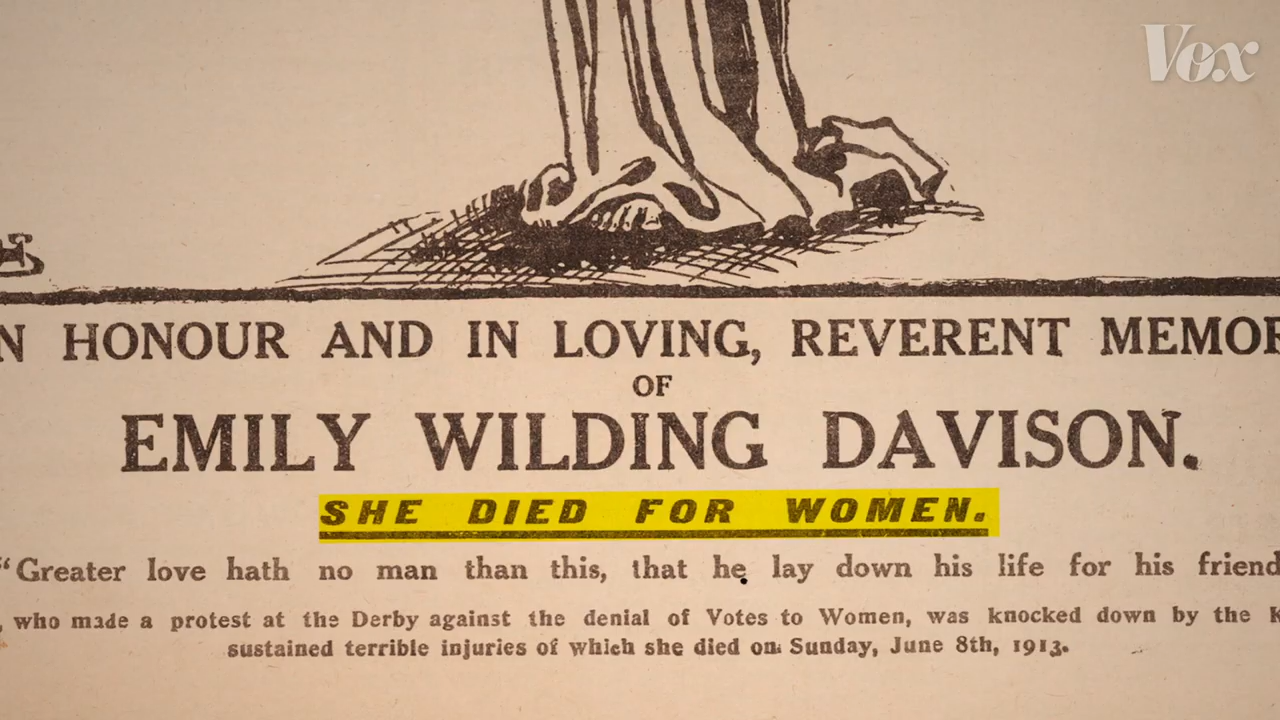 Vox
N HONOUR AND IN LOVING, REVERENT MEMOR
OF
EMILY WILDING DAVISON.
SHE DIED FOR WOMEN.
“Greater love hath no man than this, that he lay down his life for his friend
, who made a protest at the Derby against the denial of Votes to Women, was knocked down by the K
sustained terrible injuries of which she died on Sunday, June 8th, 1913.